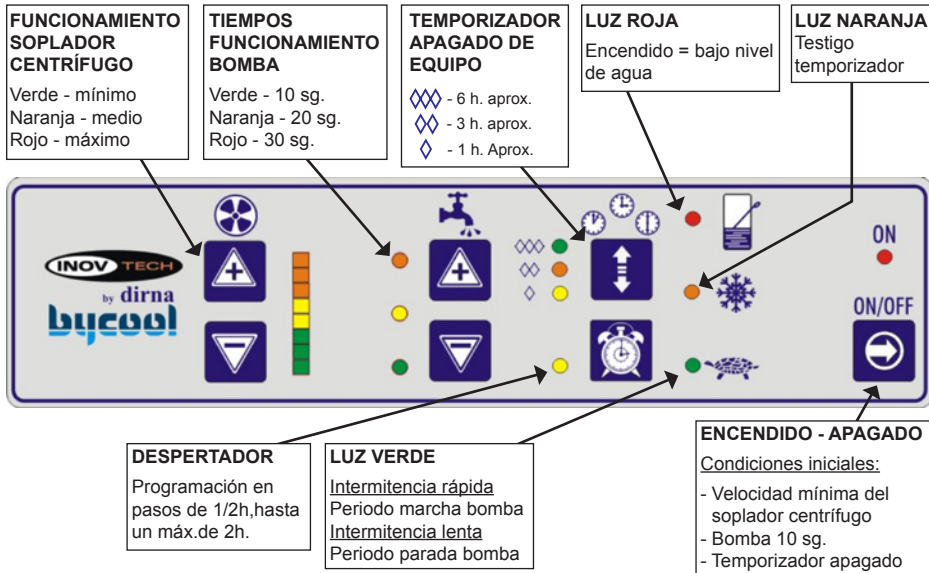 FUNCIONAMIENTO
SOPLADOR
CENTRÍFUGO
Verde - mínimo
Naranja - medio
Rojo - máximo
TIEMPOS
FUNCIONAMIENTO
BOMBA
Verde - 10 sg.
Naranja - 20 sg.
Rojo - 30 sg.
TEMPORIZADOR
APAGADO DE
EQUIPO
◊◊◊ - 6 h. aprox.
◊◊ - 3 h. aprox.
◊ - 1 h. Aprox.
LUZ ROJA
Encendido = bajo nivel
de agua
LUZ NARANJA
Testigo
temporizador
INOV TECH
by dirna
bycool
◊◊◊
◊◊
◊
ON
ON/OFF
DESPERTADOR
Programación en
pasos de 1/2h,hasta
un máx.de 2h.
LUZ VERDE
Intermitencia rápida
Periodo marcha bomba
Intermitencia lenta
Periodo parada bomba
ENCENDIDO - APAGADO
Condiciones iniciales:
- Velocidad mínima del
soplador centrífugo
- Bomba 10 sg.
- Temporizador apagado